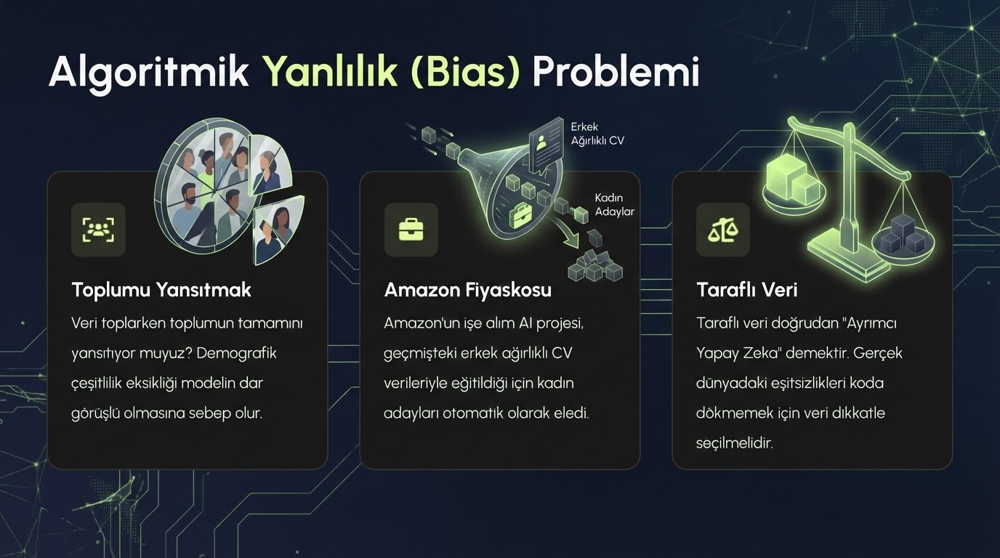 Algoritmik Yanlılık (Bias) Problemi
Erkek
Ağırlıklı CV
Kadın
Adaylar
Toplumu Yansıtmak
Veri toplarken toplumun tamamını
yansıtıyor muyuz? Demografik
çeşitlilik eksikliği modelin dar
görüşlü olmasına sebep olur.
Amazon Fiyaskosu
Amazon'un işe alım AI projesi,
geçmişteki erkek ağırlıklı CV
verileriyle eğitildiği için kadın
adayları otomatik olarak eledi.
Taraflı Veri
Taraflı veri doğrudan "Ayrımcı
Yapay Zeka" demektir. Gerçek
dünyadaki eşitsizlikleri koda
dökmemek için veri dikkatle
seçilmelidir.